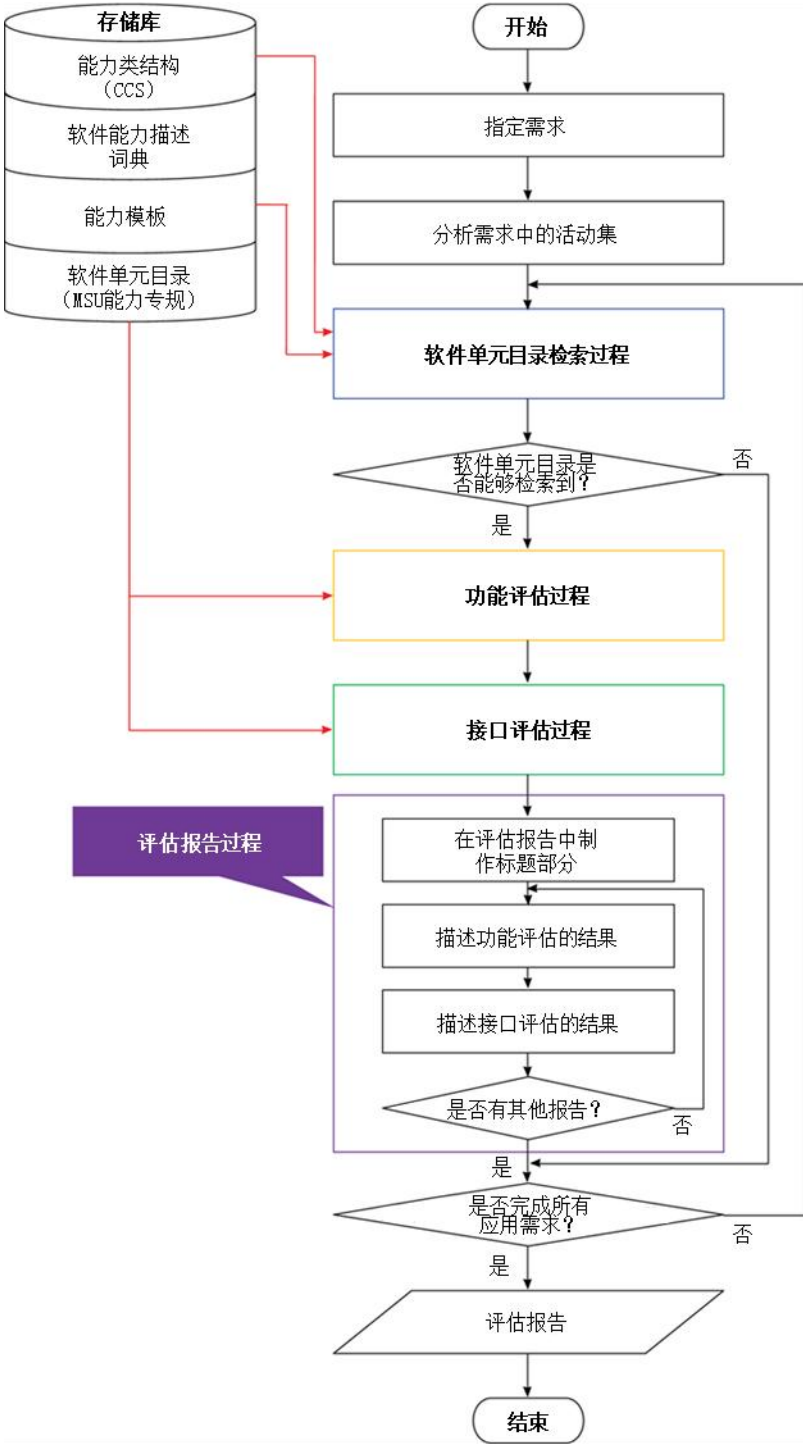 存储库
能力类结构
(CCS)
软件能力描述
词典
能力模板
软件单元目录
(MSU能力专规)
开始
指定需求
分析需求中的活动集
软件单元目录检索过程
软件单元目录是
否能够检索到？
否
是
功能评估过程
接口评估过程
评估报告过程
在评估报告中制
作标题部分
描述功能评估的结果
描述接口评估的结果
是否有其他报告？
否
是
是否完成所有
应用需求？
否
是
评估报告
结束